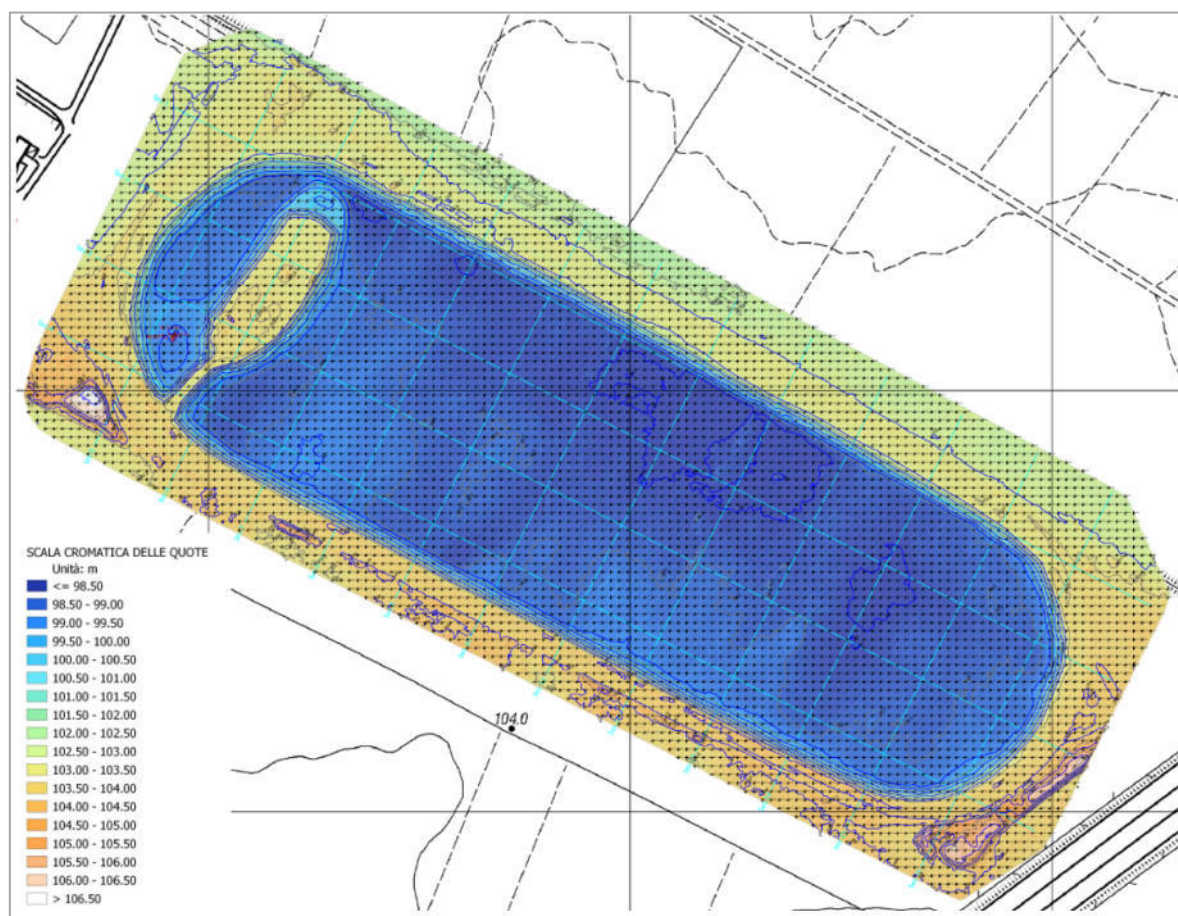 SCALA CROMATICA DELLE QUOTE
Unità: m
<= 98.50
98.50 - 99.00
99.00 - 99.50
99.50 - 100.00
100.00 - 100.50
100.50 - 101.00
101.00 - 101.50
101.50 - 102.00
102.00 - 102.50
102.50 - 103.00
103.00 - 103.50
103.50 - 104.00
104.00 - 104.50
104.50 - 105.00
105.00 - 105.50
105.50 - 106.00
106.00 - 106.50
> 106.50
104.0